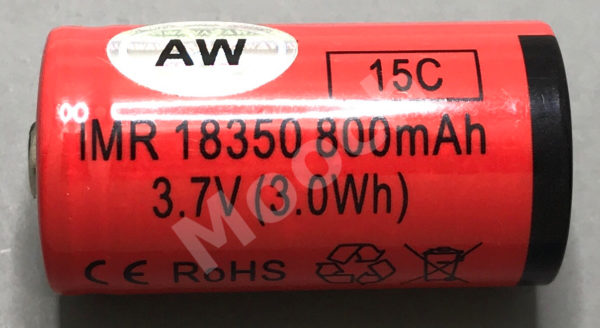 AW
15C
IMR 18350 800mAh
3.7V (3.0Wh)
CE RoHS